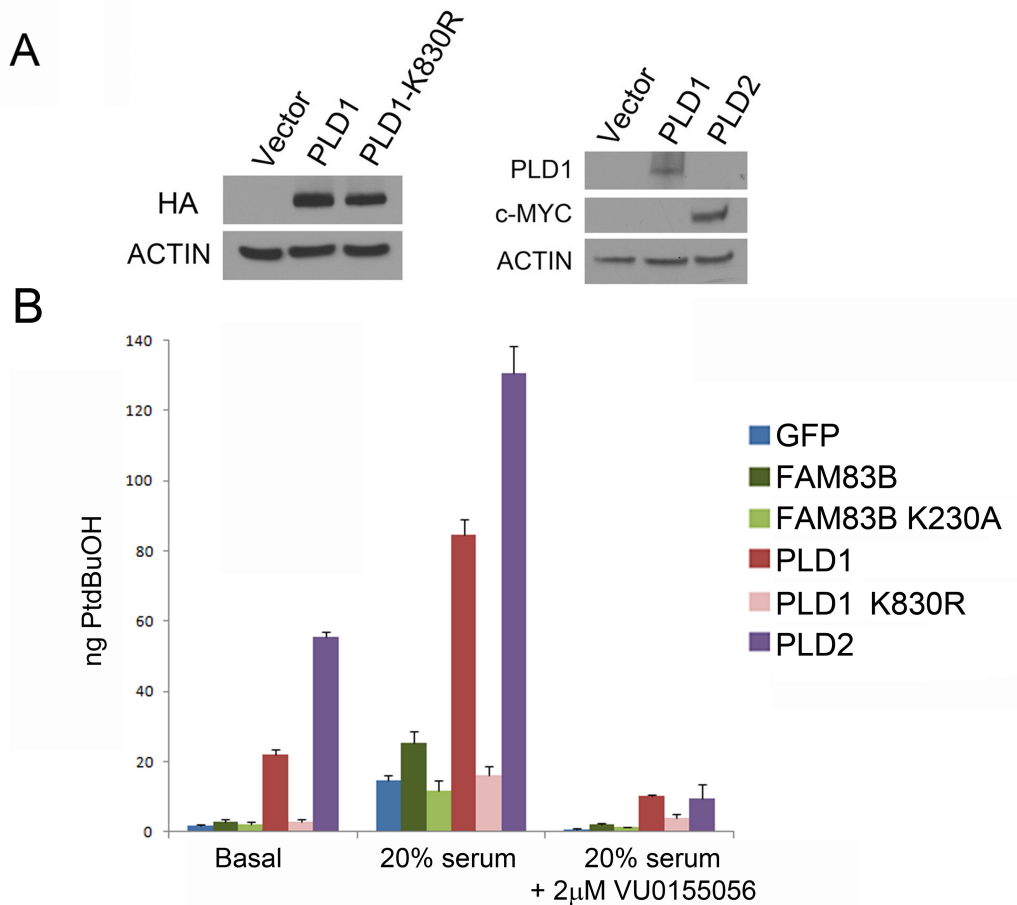 A
Vector
PLD1
PLD1-K830R
HA
ACTIN
Vector
PLD1
PLD2
PLD1
c-MYC
ACTIN
B
ng PtdBuOH
140
120
100
80
60
40
20
0
Basal
20% serum
20% serum
+ 2µM VU0155056
GFP
FAM83B
FAM83B K230A
PLD1
PLD1 K830R
PLD2